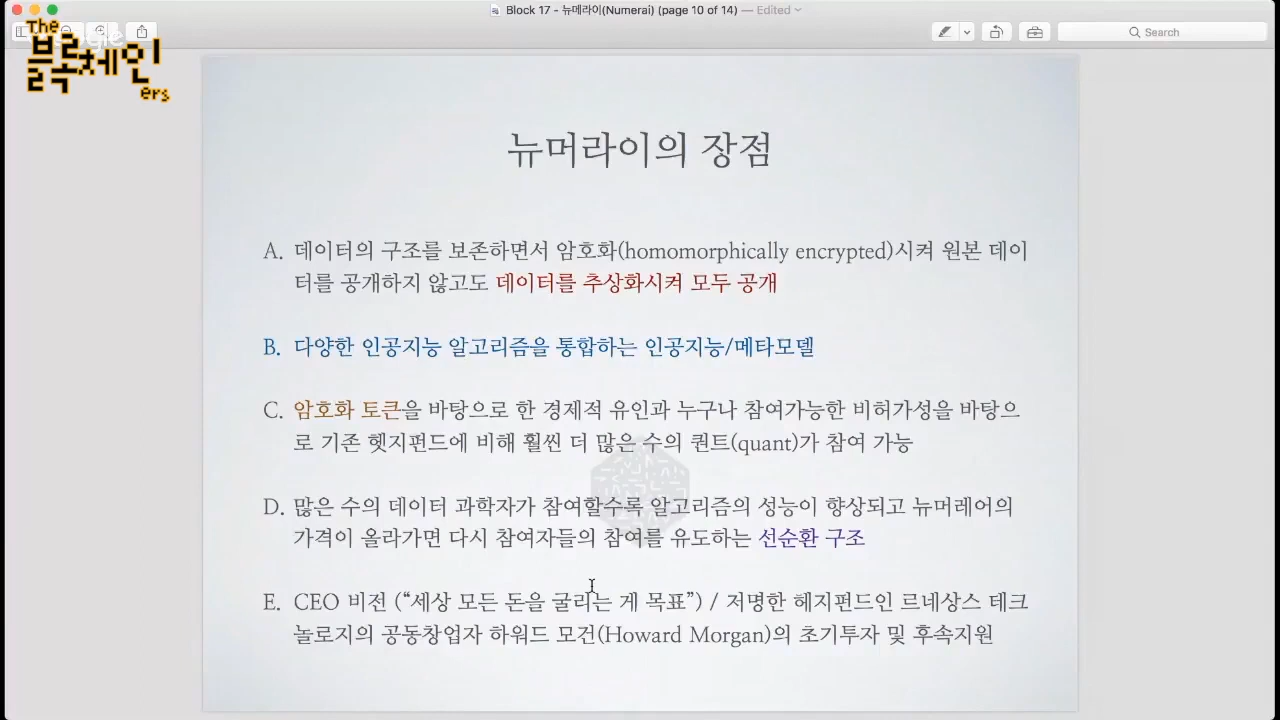 Block 17 - 뉴메라이(Numerai) (page 10 of 14) — Edited
Search
The
블록체인
ers
뉴머라이의 장점
A. 데이터의 구조를 보존하면서 암호화(homomorphically encrypted)시켜 원본 데이
터를 공개하지 않고도 데이터를 추상화시켜 모두 공개
B. 다양한 인공지능 알고리즘을 통합하는 인공지능/메타모델
C. 암호화 토큰을 바탕으로 한 경제적 유인과 누구나 참여가능한 비허가성을 바탕으
로 기존 헷지펀드에 비해 훨씬 더 많은 수의 퀀트(quant)가 참여 가능
D. 많은 수의 데이터 과학자가 참여할수록 알고리즘의 성능이 향상되고 뉴머레어의
가격이 올라가면 다시 참여자들의 참여를 유도하는 선순환 구조
E. CEO 비전 (“세상 모든 돈을 굴리는 게 목표”) / 저명한 헤지펀드인 르네상스 테크
놀로지의 공동창업자 하워드 모건(Howard Morgan)의 초기투자 및 후속지원